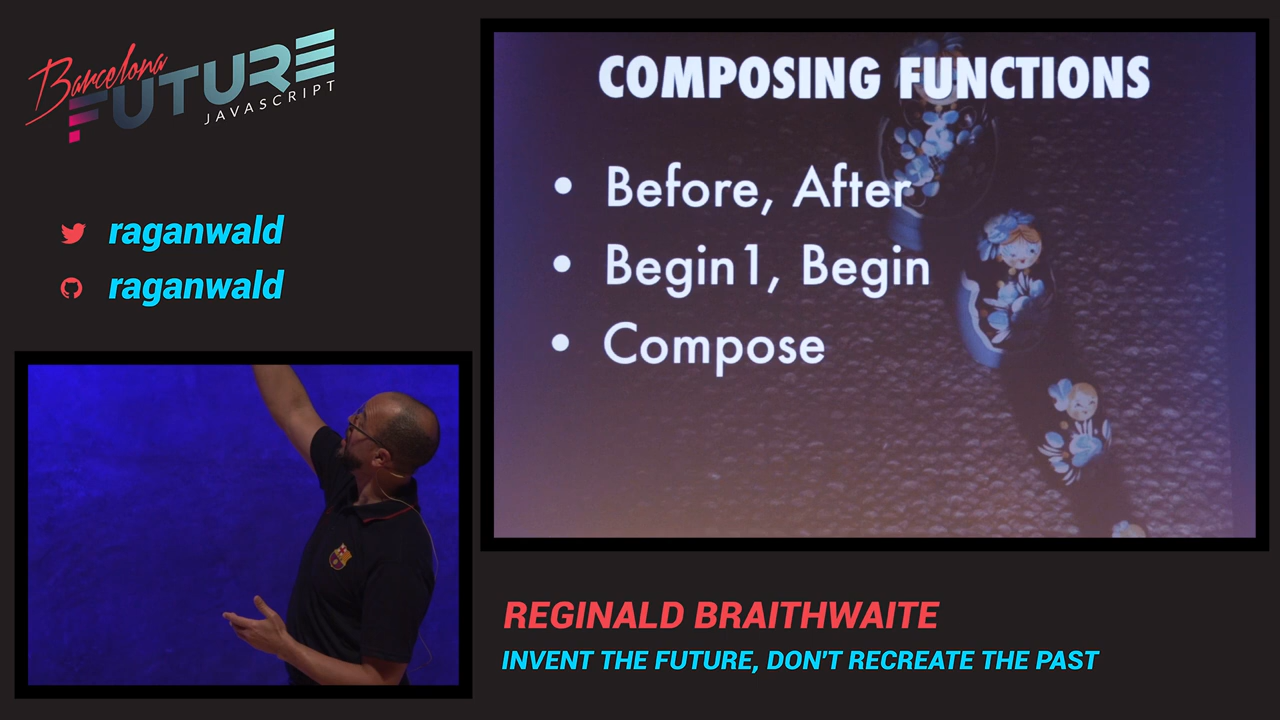 Barcelona
FUTURE
JAVASCRIPT
raganwald
raganwald
COMPOSING FUNCTIONS
• Before, After
• Begin1, Begin
• Compose
REGINALD BRAITHWAITE
INVENT THE FUTURE, DON'T RECREATE THE PAST